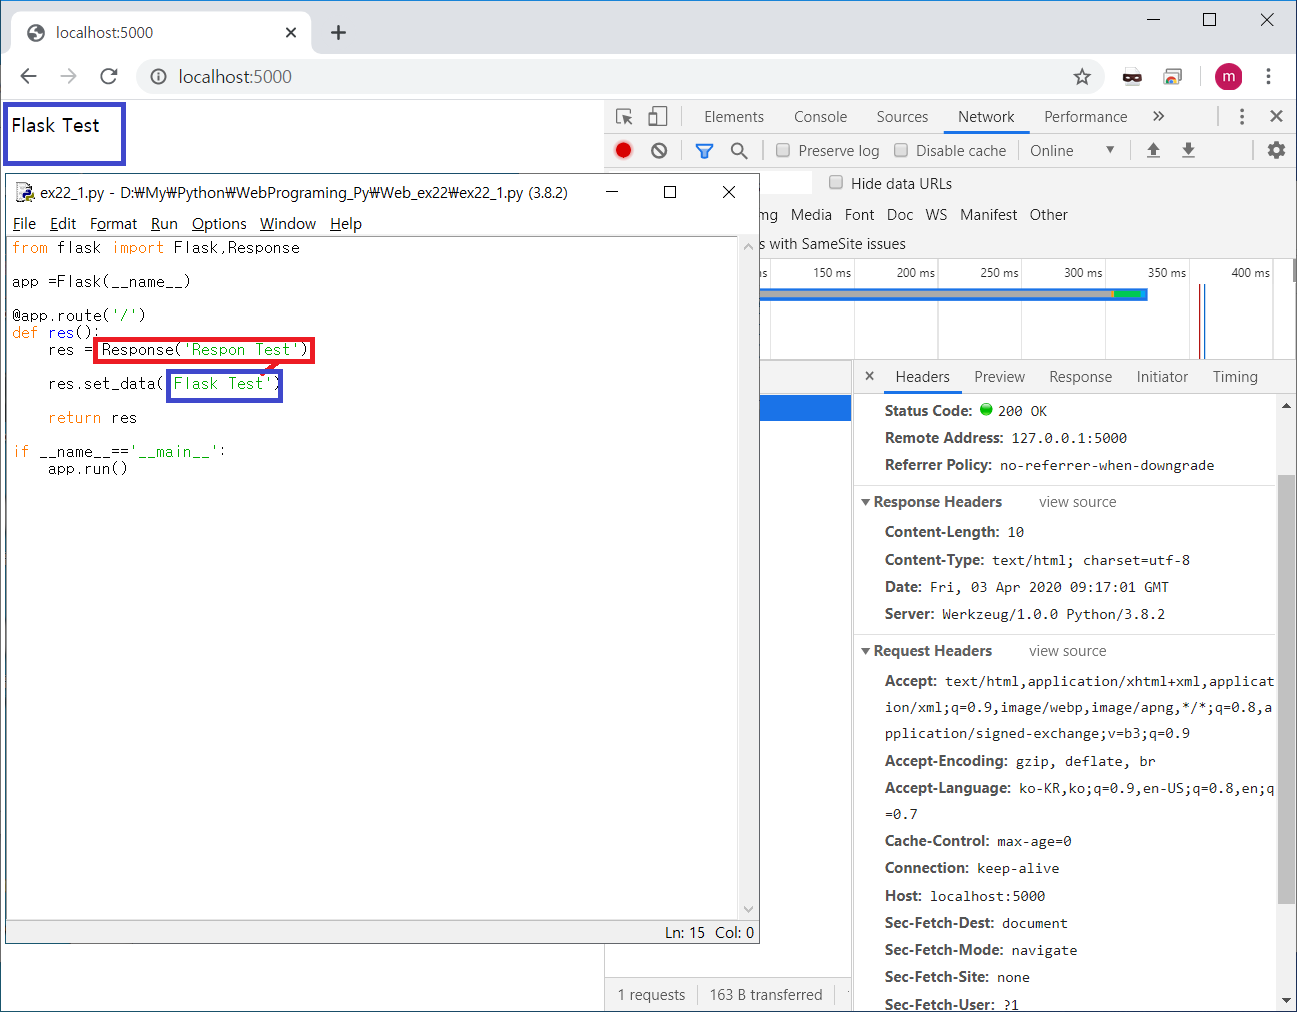 localhost:5000
localhost:5000
m
Flask Test
Elements Console Sources Network Performance »
Preserve log Disable cache Online
Hide data URLs
mg Media Font Doc WS Manifest Other
s with SameSite issues
ms 150 ms 200 ms 250 ms 300 ms 350 ms 400 ms
ex22_1.py - D:₩My₩Python₩WebPrograming_Py₩Web_ex22₩ex22_1.py (3.8.2)
File Edit Format Run Options Window Help
from flask import Flask,Response
app =Flask(__name__)
@app.route('/')
def res():
res = Response('Respon Test')
res.set_data('Flask Test')
return res
if __name__=='__main__':
app.run()
Ln: 15 Col: 0
Headers Preview Response Initiator Timing
Status Code: 200 OK
Remote Address: 127.0.0.1:5000
Referrer Policy: no-referrer-when-downgrade
Response Headers view source
Content-Length: 10
Content-Type: text/html; charset=utf-8
Date: Fri, 03 Apr 2020 09:17:01 GMT
Server: Werkzeug/1.0.0 Python/3.8.2
Request Headers view source
Accept: text/html,application/xhtml+xml,applicat
ion/xml;q=0.9,image/webp,image/apng,*/*;q=0.8,a
pplication/signed-exchange;v=b3;q=0.9
Accept-Encoding: gzip, deflate, br
Accept-Language: ko-KR,ko;q=0.9,en-US;q=0.8,en;q
=0.7
Cache-Control: max-age=0
Connection: keep-alive
Host: localhost:5000
Sec-Fetch-Dest: document
Sec-Fetch-Mode: navigate
Sec-Fetch-Site: none
Sec-Fetch-User: ?1
1 requests 163 B transferred